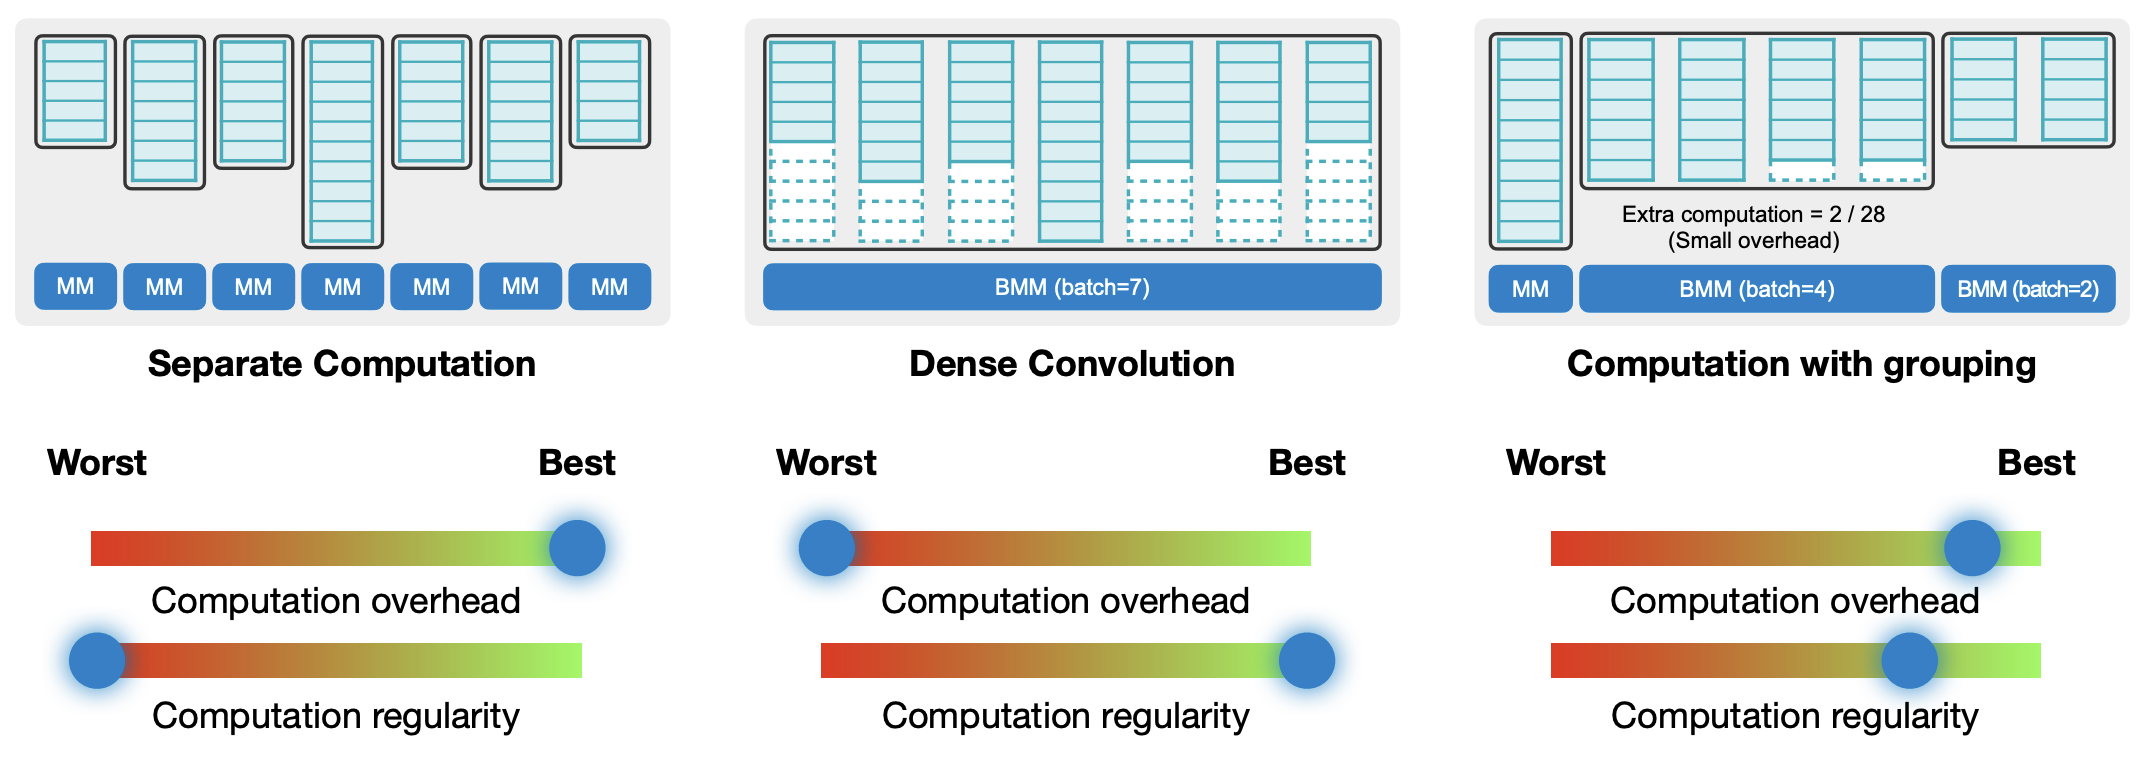 MM MM MM MM MM MM MM
Separate Computation
Worst Best
Computation overhead
Computation regularity
BMM (batch=7)
Dense Convolution
Worst Best
Computation overhead
Computation regularity
Extra computation = 2 / 28
(Small overhead)
MM BMM (batch=4) BMM (batch=2)
Computation with grouping
Worst Best
Computation overhead
Computation regularity